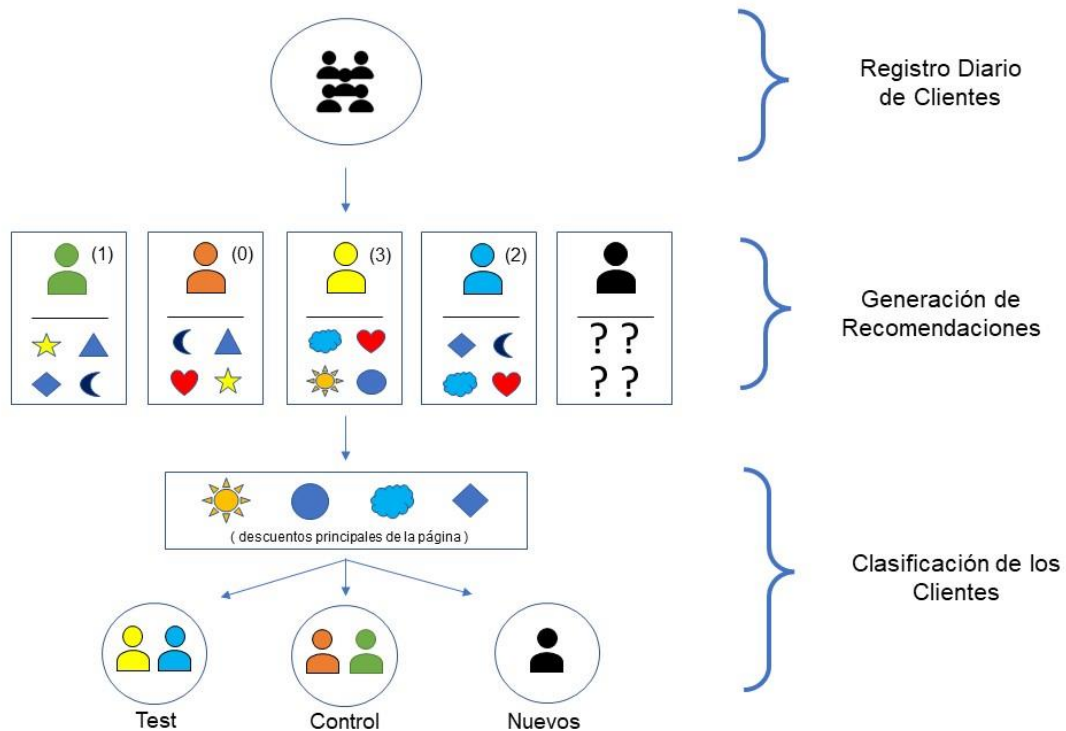 Registro Diario
de Clientes
(1)
(0)
(3)
(2)
? ?
? ?
Generación de
Recomendaciones
( descuentos principales de la página )
Clasificación de los
Clientes
Test
Control
Nuevos